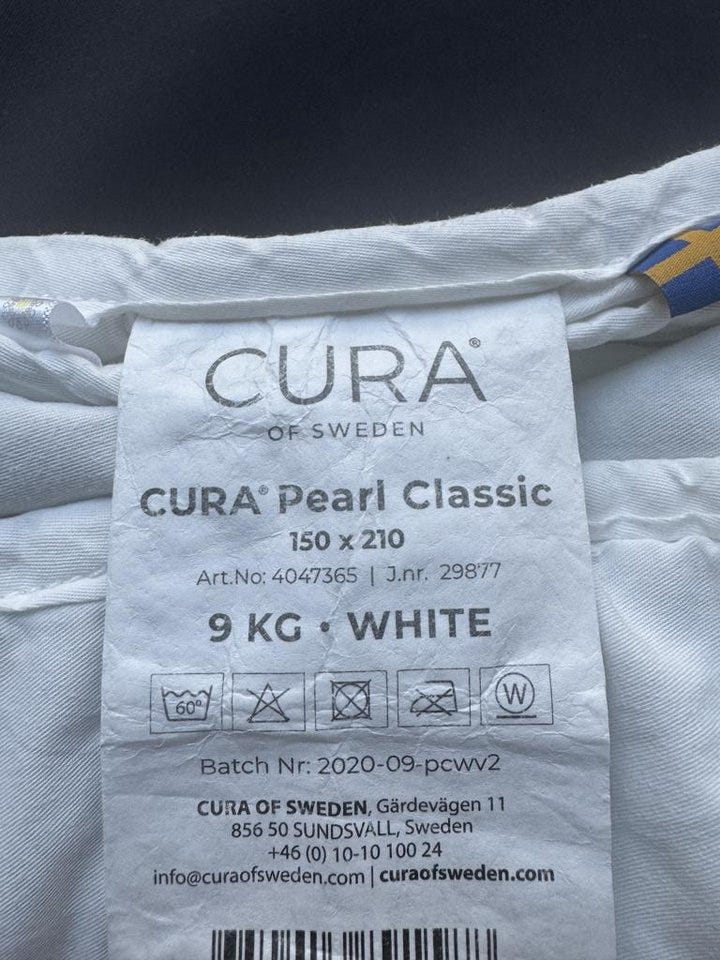 CURA®
OF SWEDEN
CURA® Pearl Classic
150 x 210
Art.No: 4047365 | J.nr. 29877
9 KG • WHITE
60°
W
Batch Nr: 2020-09-pcwv2
CURA OF SWEDEN, Gärdevägen 11
856 50 SUNDSVALL, Sweden
+46 (0) 10-10 100 24
info@curaofsweden.com | curaofsweden.com